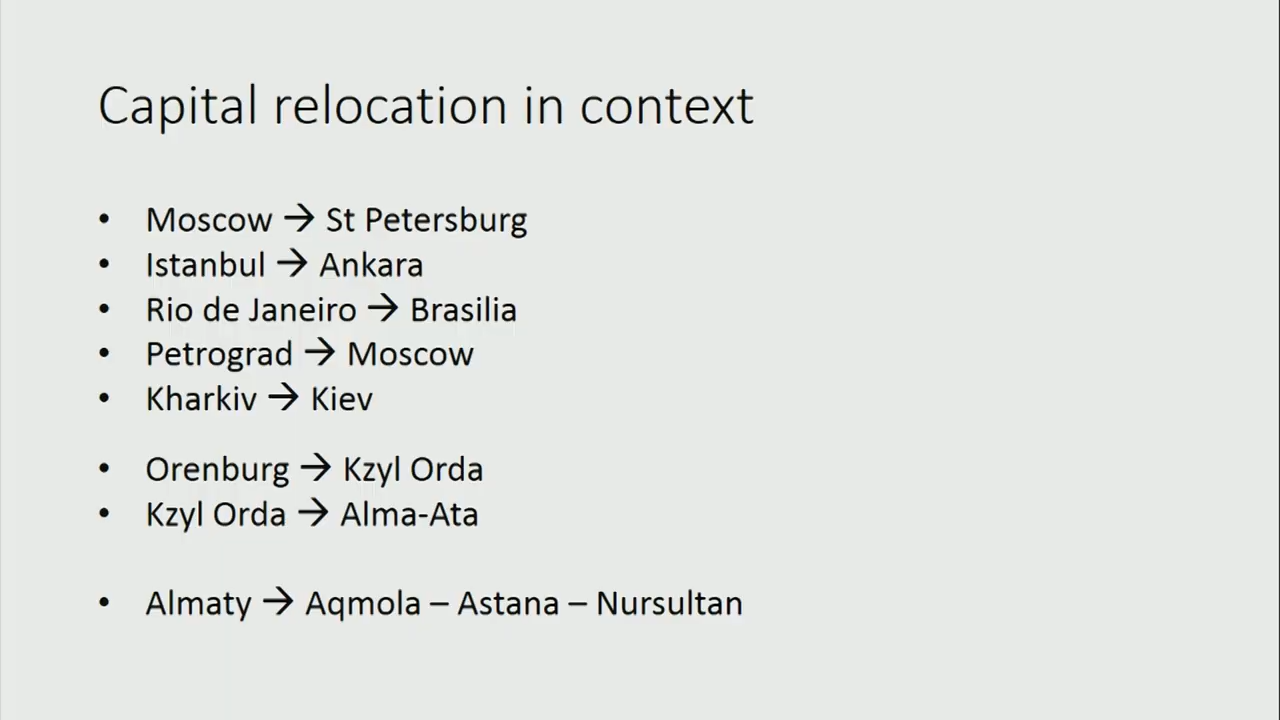 Capital relocation in context
• Moscow → St Petersburg
• Istanbul → Ankara
• Rio de Janeiro → Brasilia
• Petrograd → Moscow
• Kharkiv → Kiev
• Orenburg → Kzyl Orda
• Kzyl Orda → Alma-Ata
• Almaty → Aqmola – Astana – Nursultan